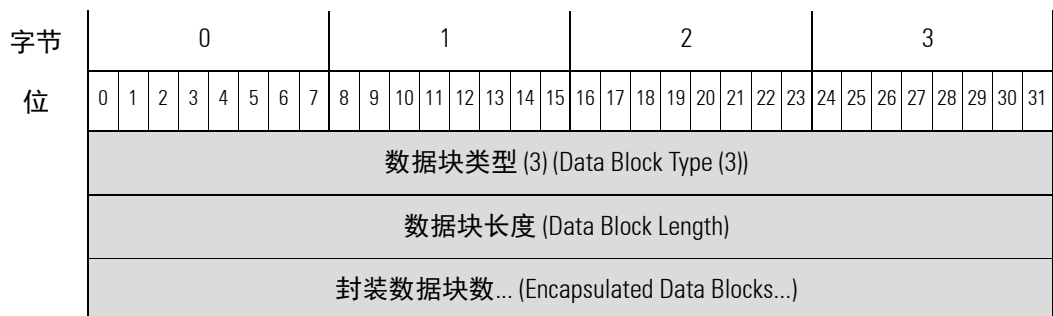 字节 0 1 2 3
位 0 1 2 3 4 5 6 7 8 9 10 11 12 13 14 15 16 17 18 19 20 21 22 23 24 25 26 27 28 29 30 31
数据块类型 (3) (Data Block Type (3))
数据块长度 (Data Block Length)
封装数据块数... (Encapsulated Data Blocks...)